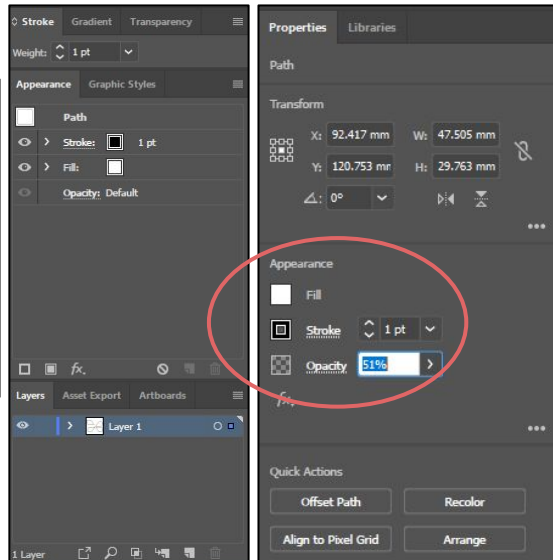 Stroke Gradient Transparency
Weight: 1 pt
Appearance Graphic Styles
Path
Stroke: 1 pt
Fill:
Opacity: Default
fx.
Layers Asset Export Artboards
Layer 1
1 Layer
Properties Libraries
Path
Transform
X: 92.417 mm W: 47.505 mm
Y: 120.753 mr H: 29.763 mm
0°
Appearance
Fill
Stroke 1 pt
Opacity 51%
fx.
Quick Actions
Offset Path Recolor
Align to Pixel Grid Arrange